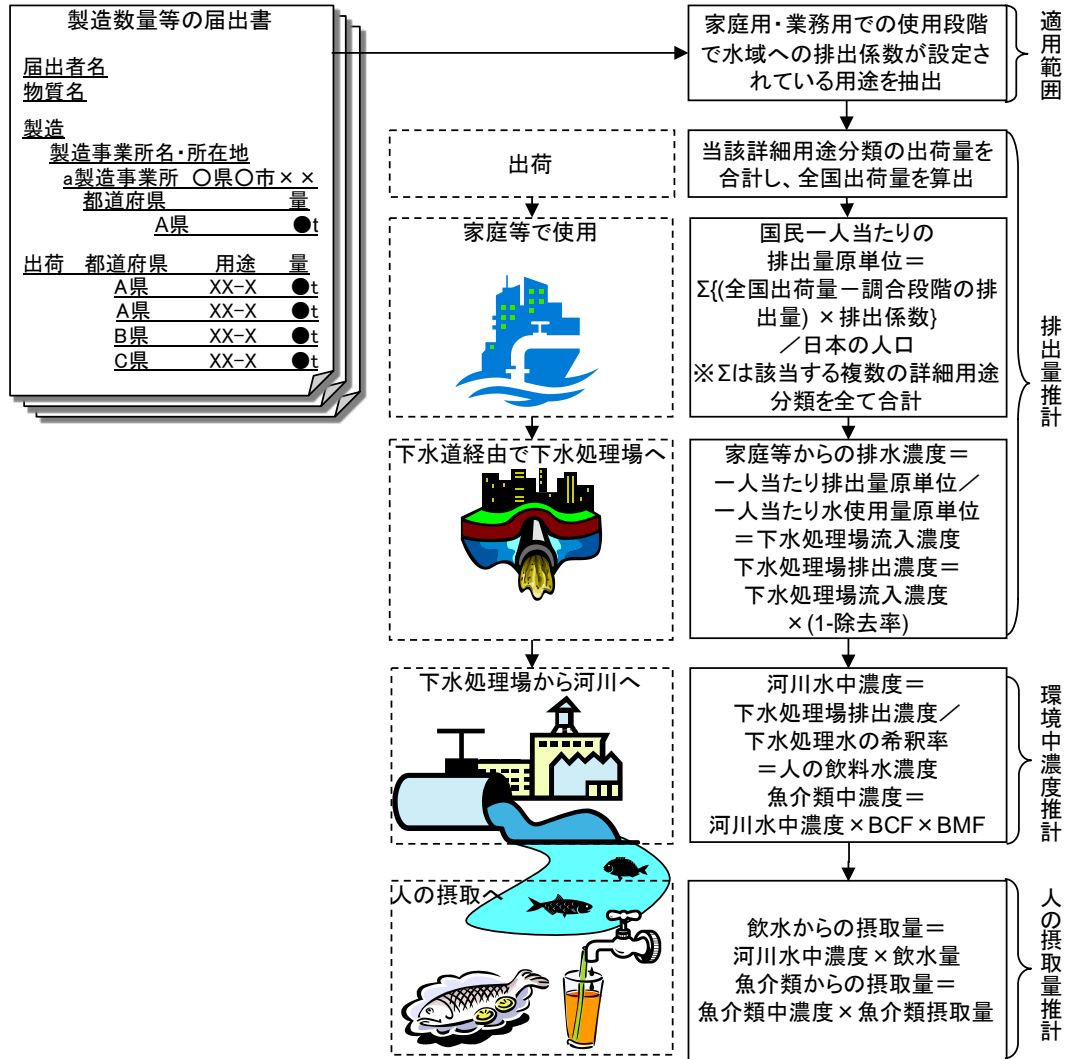 製造数量等の届出書
届出者名
物質名
製造
製造事業所名・所在地
a製造事業所 〇県〇市××
都道府県 量
A県 ●t
出荷 都道府県 用途 量
A県 XX-X ●t
A県 XX-X ●t
B県 XX-X ●t
C県 XX-X ●t
家庭用・業務用での使用段階
で水域への排出係数が設定さ
れている用途を抽出
適用範囲
出荷
当該詳細用途分類の出荷量を
合計し、全国出荷量を算出
家庭等で使用
国民一人当たりの
排出量原単位＝
Σ{(全国出荷量－調合段階の排
出量) ×排出係数}
／日本の人口
※Σは該当する複数の詳細用途
分類を全て合計
排出量推計
下水道経由で下水処理場へ
家庭等からの排水濃度＝
一人当たり排出量原単位／
一人当たり水使用量原単位
＝下水処理場流入濃度
下水処理場排出濃度＝
下水処理場流入濃度
×(1-除去率)
下水処理場から河川へ
河川水中濃度＝
下水処理場排出濃度／
下水処理水の希釈率
＝人の飲料水濃度
魚介類中濃度＝
河川水中濃度×BCF×BMF
環境中濃度推計
人の摂取へ
飲水からの摂取量＝
河川水中濃度×飲水量
魚介類からの摂取量＝
魚介類中濃度×魚介類摂取量
人の摂取量推計